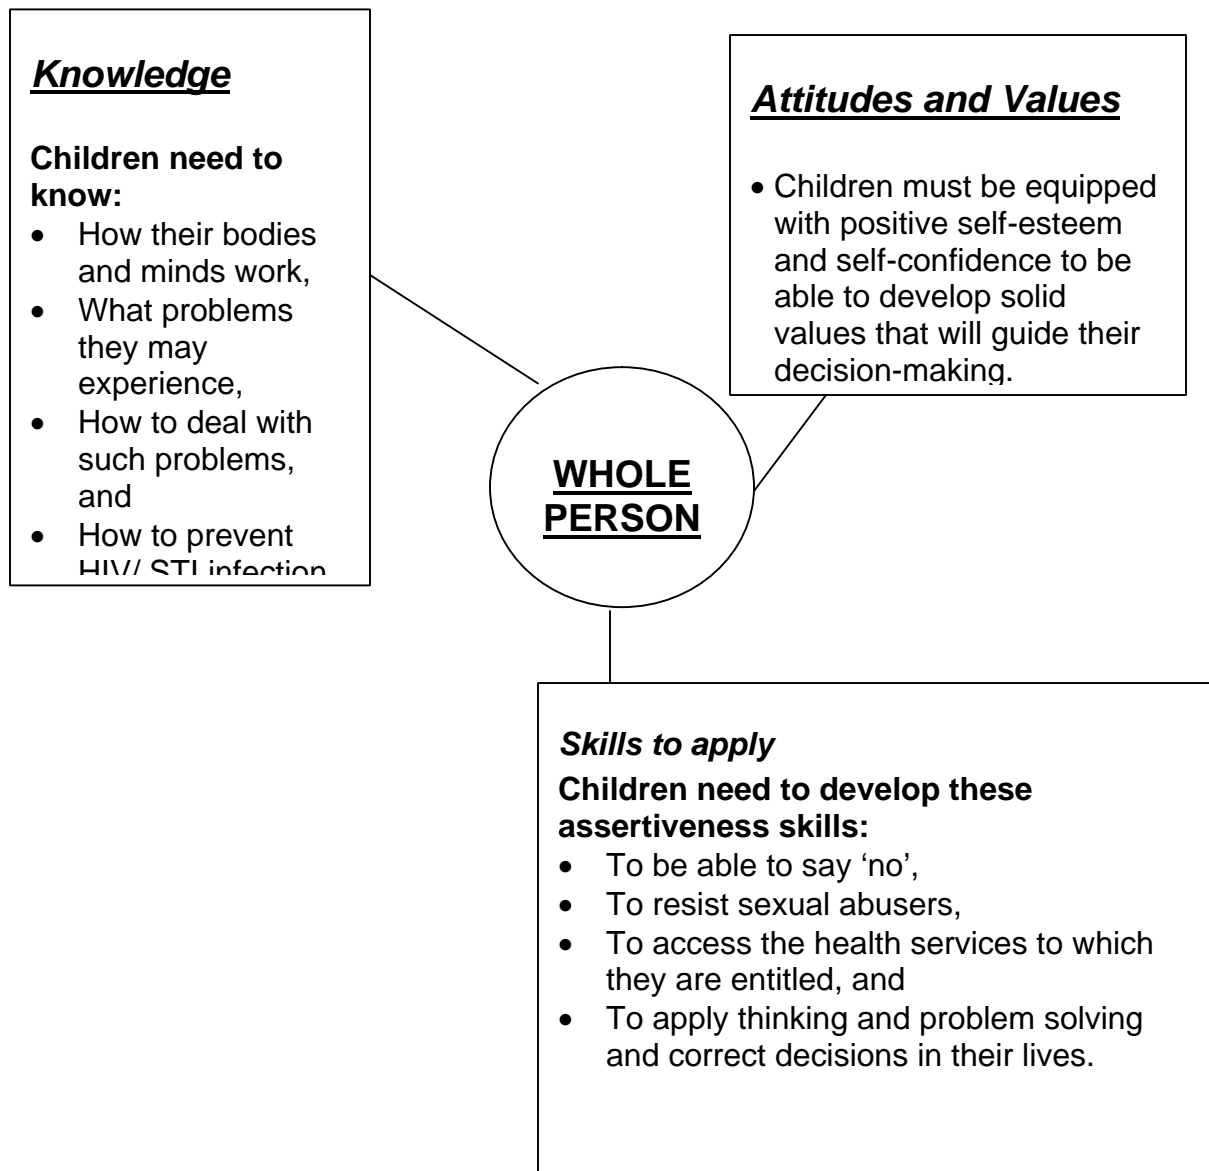 Knowledge
Children need to
know:
• How their bodies
and minds work,
• What problems
they may
experience,
• How to deal with
such problems,
and
• How to prevent
HIV/ STI infection
Attitudes and Values
• Children must be equipped
with positive self-esteem
and self-confidence to be
able to develop solid
values that will guide their
decision-making.
WHOLE
PERSON
Skills to apply
Children need to develop these
assertiveness skills:
• To be able to say ‘no’,
• To resist sexual abusers,
• To access the health services to which
they are entitled, and
• To apply thinking and problem solving
and correct decisions in their lives.